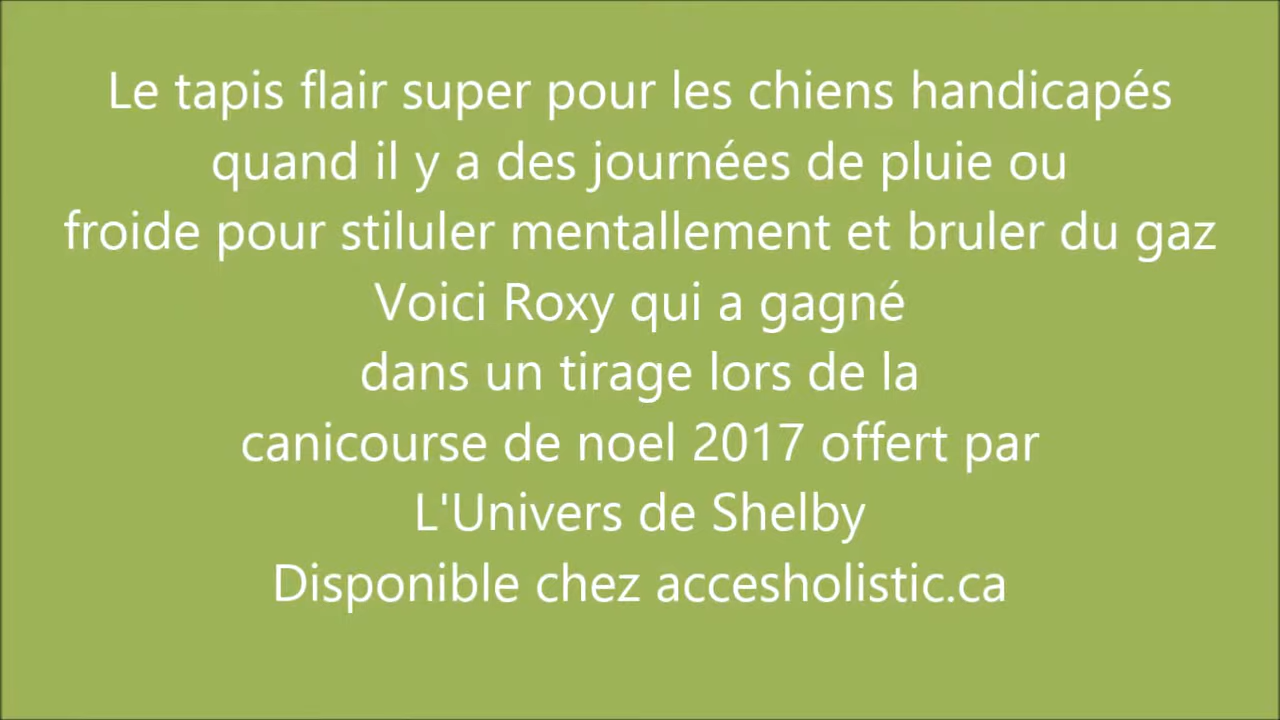 Le tapis flair super pour les chiens handicapés
quand il y a des journées de pluie ou
froide pour stiluler mentallement et bruler du gaz
Voici Roxy qui a gagné
dans un tirage lors de la
canicourse de noel 2017 offert par
L'Univers de Shelby
Disponible chez accesholistic.ca